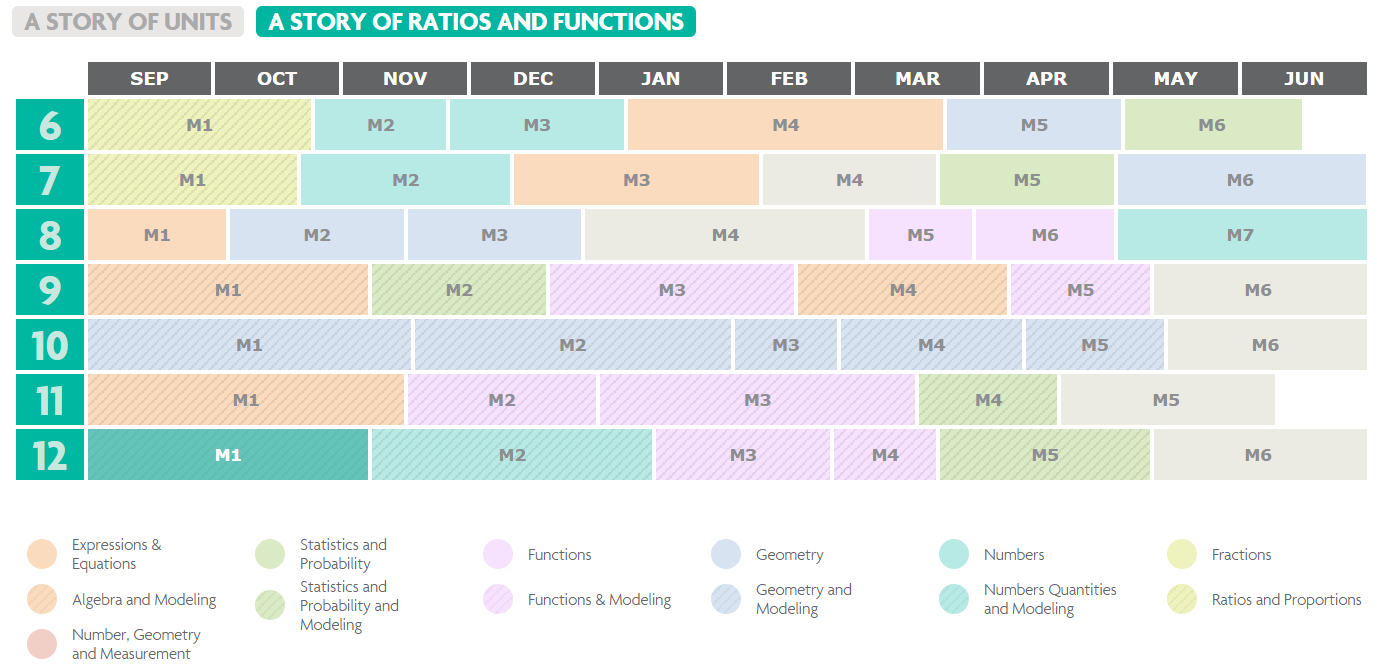 A STORY OF UNITS A STORY OF RATIOS AND FUNCTIONS
SEP OCT NOV DEC JAN FEB MAR APR MAY JUN
6 M1 M2 M3 M4 M5 M6
7 M1 M2 M3 M4 M5 M6
8 M1 M2 M3 M4 M5 M6 M7
9 M1 M2 M3 M4 M5 M6
10 M1 M2 M3 M4 M5 M6
11 M1 M2 M3 M4 M5
12 M1 M2 M3 M4 M5 M6
Expressions &
Equations
Statistics and
Probability
Functions
Geometry
Numbers
Fractions
Algebra and Modeling
Statistics and
Probability and
Modeling
Functions & Modeling
Geometry and
Modeling
Numbers Quantities
and Modeling
Ratios and Proportions
Number, Geometry
and Measurement